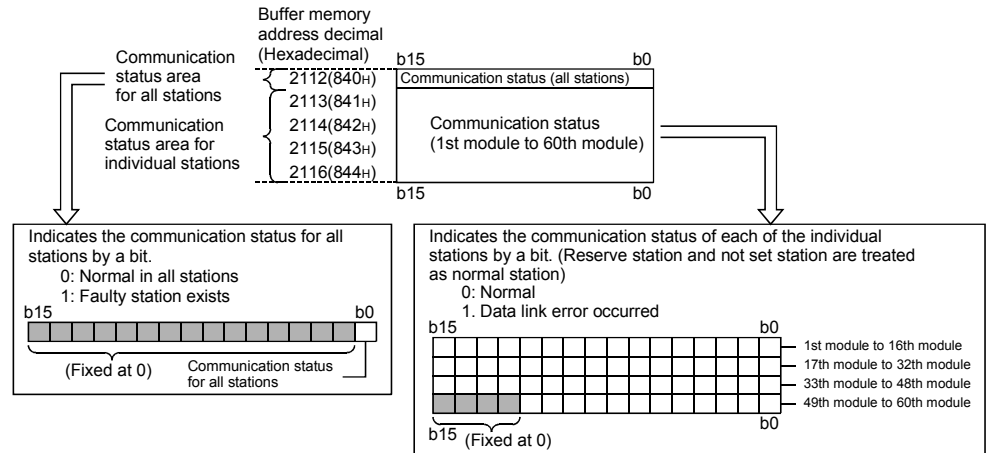 Buffer memory
address decimal
(Hexadecimal)
b15 b0
Communication
status area
for all stations
2112(840H)
Communication status (all stations)
Communication
status area for
individual stations
2113(841H)
2114(842H)
2115(843H)
2116(844H)
Communication status
(1st module to 60th module)
b15 b0
Indicates the communication status for all
stations by a bit.
0: Normal in all stations
1: Faulty station exists
b15 b0
(Fixed at 0)
Communication status
for all stations
Indicates the communication status of each of the individual
stations by a bit. (Reserve station and not set station are treated
as normal station)
0: Normal
1. Data link error occurred
b15 b0
1st module to 16th module
17th module to 32th module
33th module to 48th module
49th module to 60th module
b15 b0
(Fixed at 0)